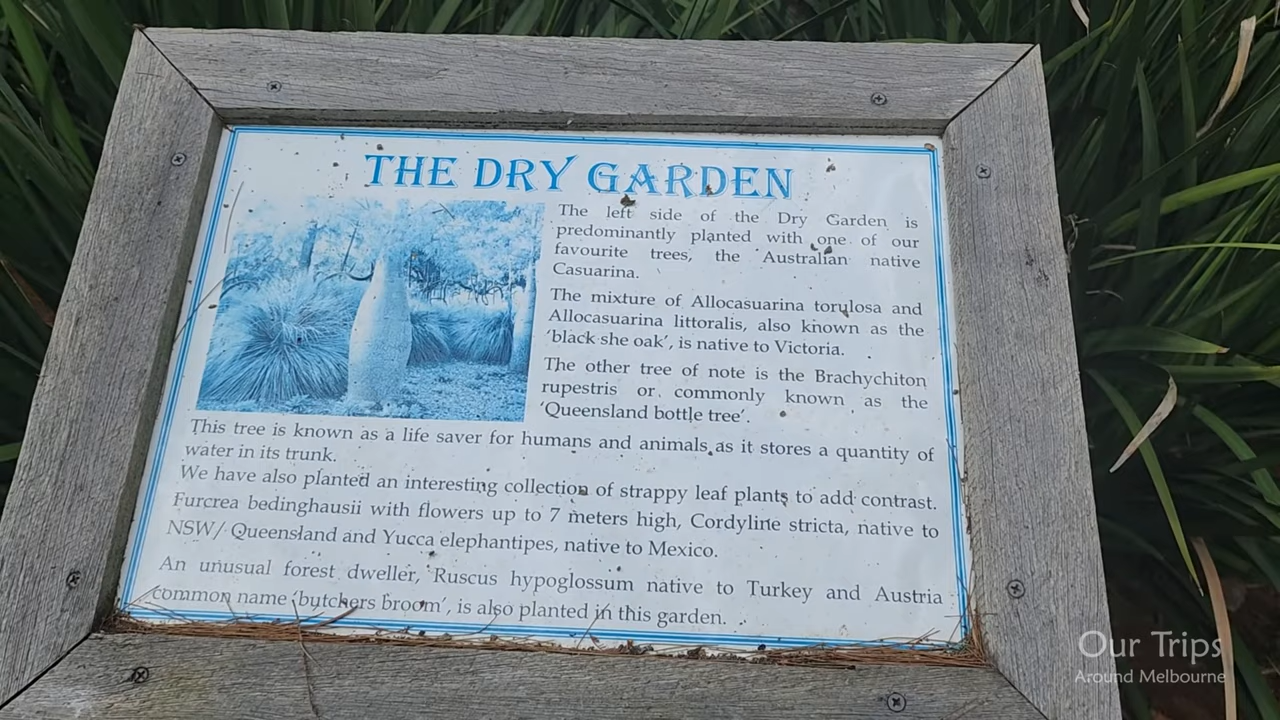 THE DRY GARDEN
The left side of the Dry Garden is
predominantly planted with one of our
favourite trees, the Australian native
Casuarina.
The mixture of Allocasuarina torulosa and
Allocasuarina littoralis, also known as the
'black she oak', is native to Victoria.
The other tree of note is the Brachychiton
rupestris or commonly known as the
'Queensland bottle tree'.
This tree is known as a life saver for humans and animals as it stores a quantity of
water in its trunk.
We have also planted an interesting collection of strappy leaf plants to add contrast.
Furcrea bedinghausii with flowers up to 7 meters high, Cordyline stricta, native to
NSW/ Queensland and Yucca elephantipes, native to Mexico.
An unusual forest dweller, Ruscus hypoglossum native to Turkey and Austria
common name 'butchers broom', is also planted in this garden.
Our Trips
Around Melbourne